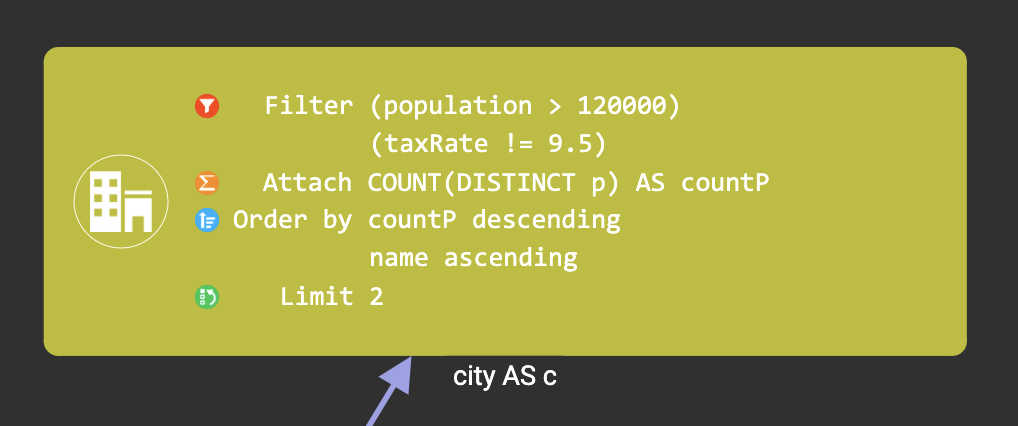 Filter (population > 120000)
(taxRate != 9.5)
Attach COUNT(DISTINCT p) AS countP
Order by countP descending
name ascending
Limit 2
city AS c